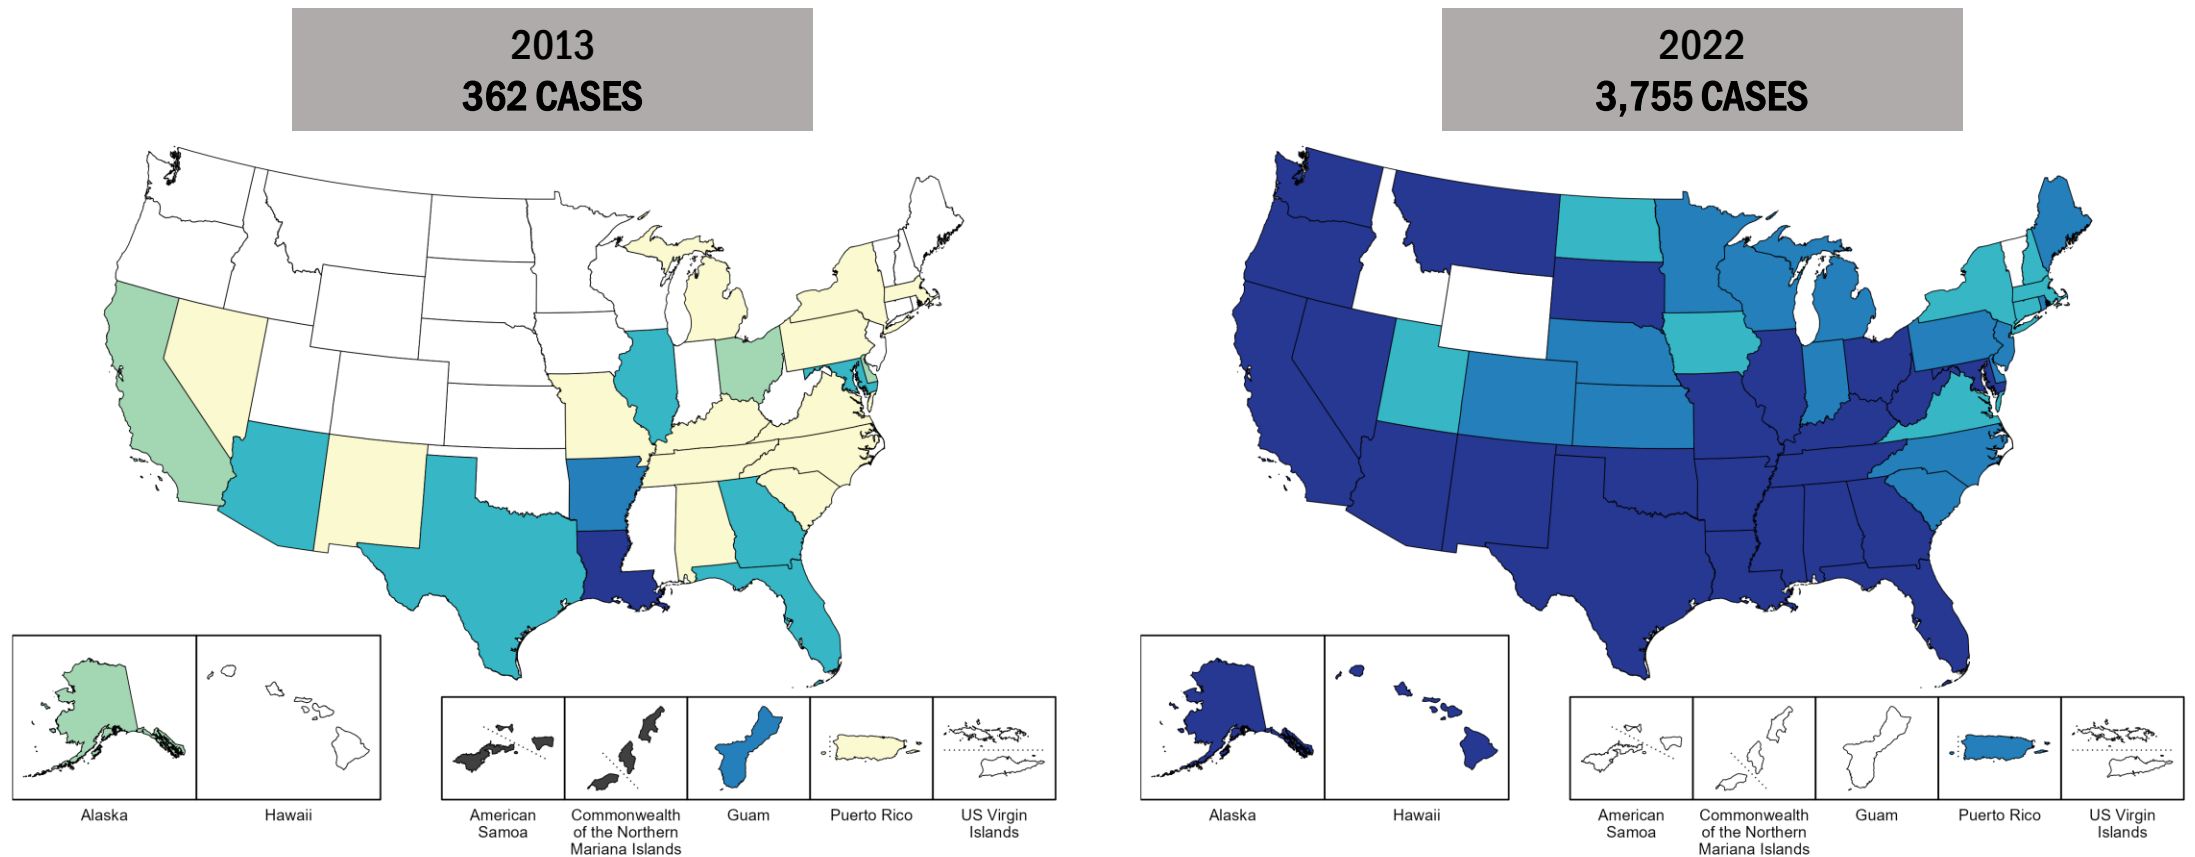 2013
362 CASES
2022
3,755 CASES
Alaska
Hawaii
American
Samoa
Commonwealth
of the Northern
Mariana Islands
Guam
Puerto Rico
US Virgin
Islands
Alaska
Hawaii
American
Samoa
Commonwealth
of the Northern
Mariana Islands
Guam
Puerto Rico
US Virgin
Islands